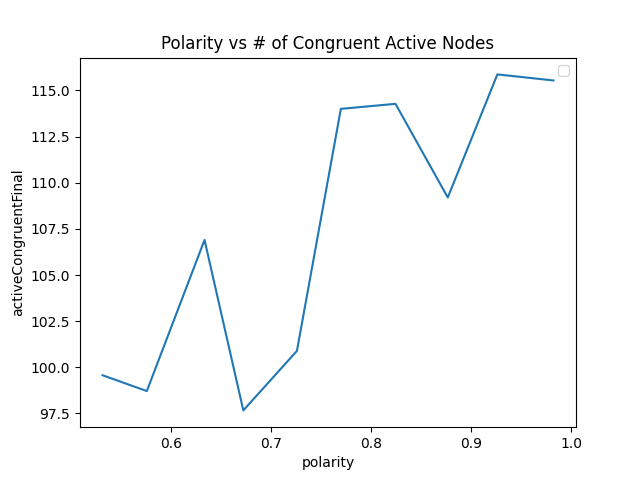 Polarity vs # of Congruent Active Nodes
115.0
112.5
110.0
107.5
105.0
102.5
100.0
97.5
activeCongruentFinal
0.6 0.7 0.8 0.9 1.0
polarity